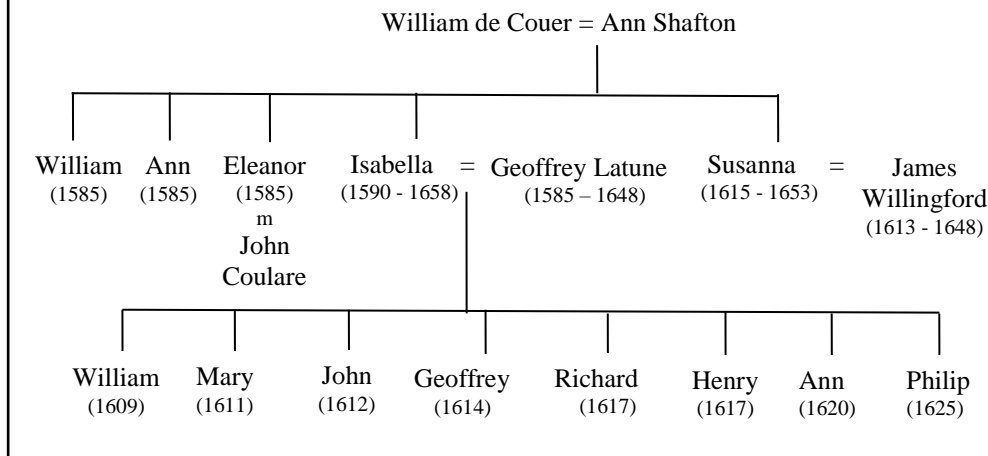 William de Couer = Ann Shafton
William Ann Eleanor Isabella = Geoffrey Latune Susanna = James
Willingford
(1585) (1585) (1585) (1590 - 1658) (1585 – 1648) (1615 - 1653)
(1613 - 1648)
m
John
Coulare
William Mary John Geoffrey Richard Henry Ann Philip
(1609) (1611) (1612) (1614) (1617) (1617) (1620) (1625)